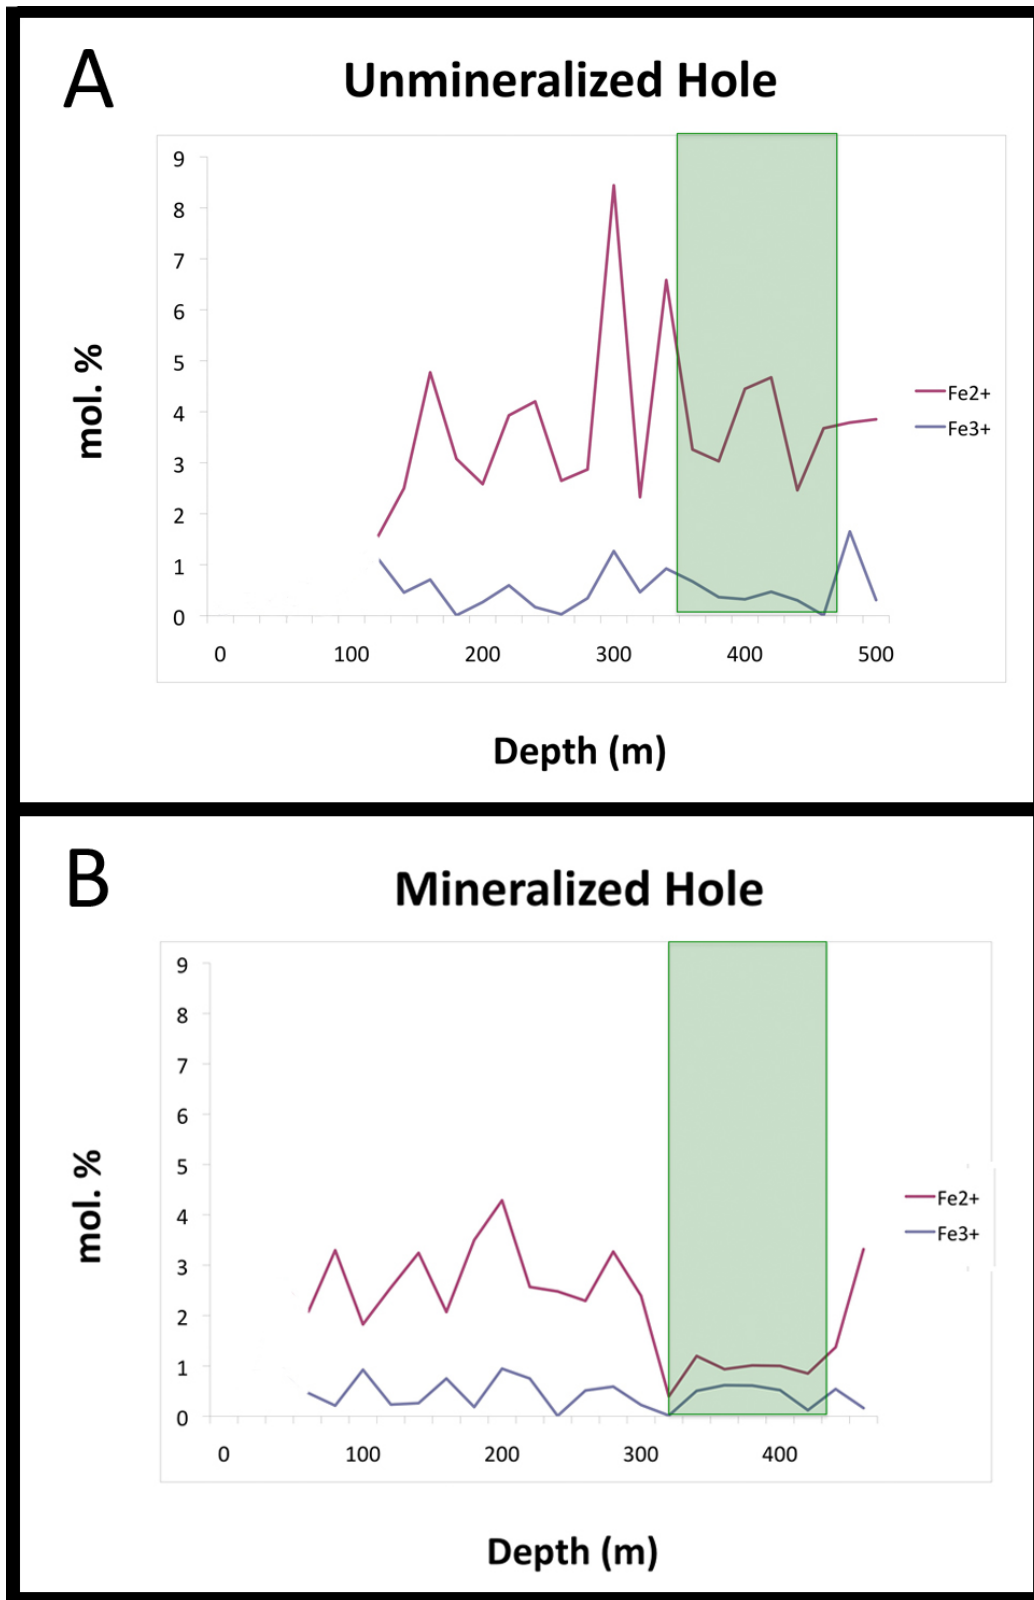 A
Unmineralized Hole
9
8
7
6
5
4
3
2
1
0
mol. %
0 100 200 300 400 500
Depth (m)
Fe2+
Fe3+
B
Mineralized Hole
9
8
7
6
5
4
3
2
1
0
mol. %
0 100 200 300 400
Depth (m)
Fe2+
Fe3+